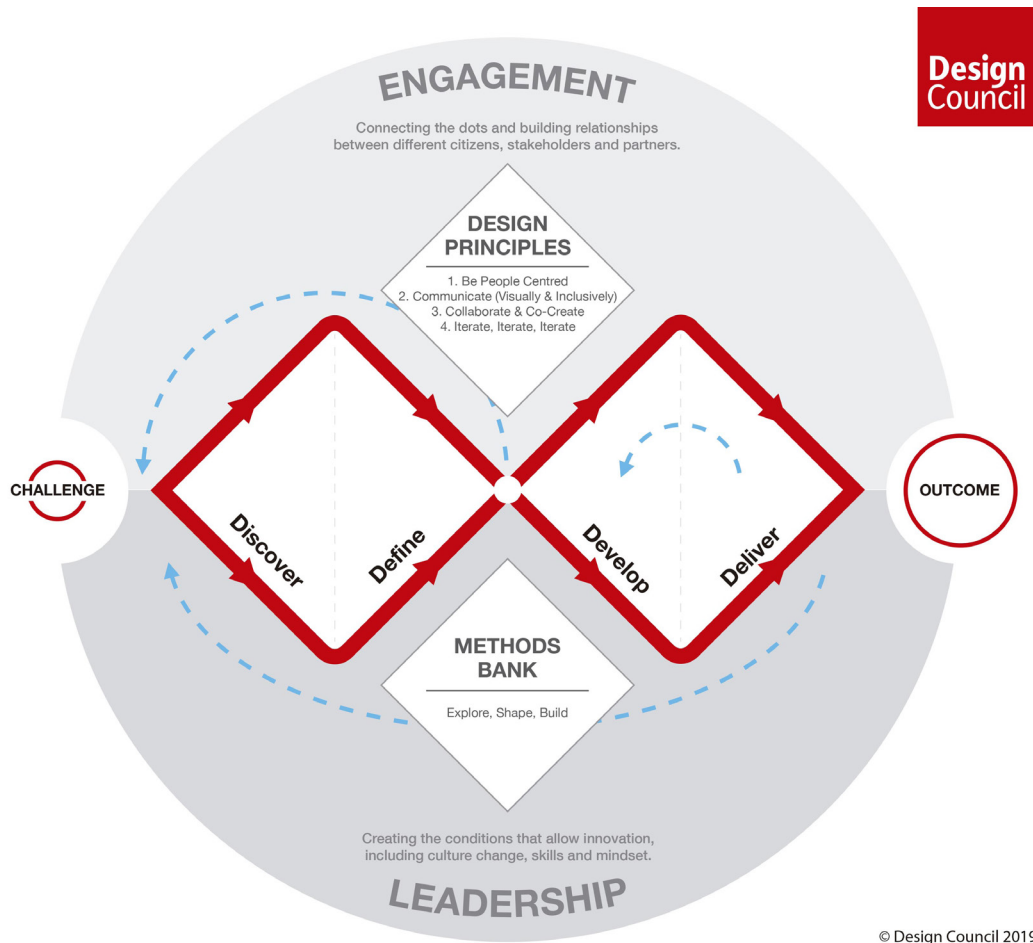 Design
Council
ENGAGEMENT
Connecting the dots and building relationships
between different citizens, stakeholders and partners.
DESIGN
PRINCIPLES
1. Be People Centred
2. Communicate (Visually & Inclusively)
3. Collaborate & Co-Create
4. Iterate, Iterate, Iterate
CHALLENGE
OUTCOME
Discover
Define
Develop
Deliver
METHODS
BANK
Explore, Shape, Build
Creating the conditions that allow innovation,
including culture change, skills and mindset.
LEADERSHIP
© Design Council 2019